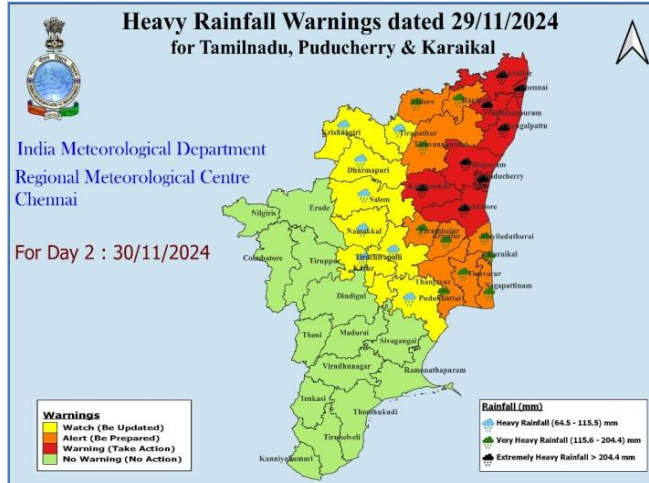 Heavy Rainfall Warnings dated 29/11/2024
for Tamilnadu, Puducherry & Karaikal
India Meteorological Department
Regional Meteorological Centre
Chennai
For Day 2 : 30/11/2024
Chennai
Krishnagiri
Tirupathur
Dharmapuri
Salem
Nilgiris
Erode
Namakkal
Coimbatore
Tiruppur
Karur
Tiruchirapalli
Perambalur
Karaikal
Thanjavur
Thiruvarur
Nagapattinam
Pudukkottai
Dindigul
Theni
Madurai
Sivagangai
Virudhunagar
Ramanathapuram
Tenkasi
Thoothukudi
Tirunelveli
Kanniyakumari
Warnings
Watch (Be Updated)
Alert (Be Prepared)
Warning (Take Action)
No Warning (No Action)
Rainfall (mm)
Heavy Rainfall (64.5 - 115.5) mm
Very Heavy Rainfall (115.6 - 204.4) mm
Extremely Heavy Rainfall > 204.4 mm